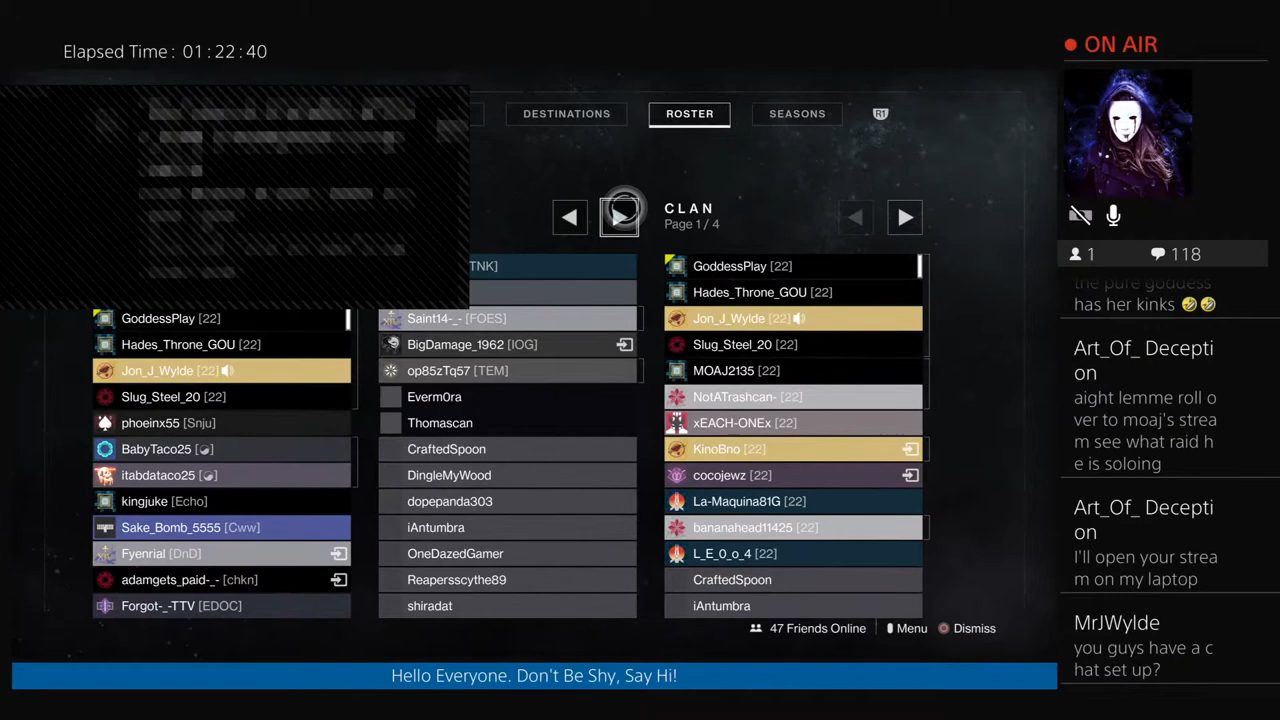 Elapsed Time: 01:22:40
ON AIR
DESTINATIONS
ROSTER
SEASONS
R1
CLAN
Page 1 / 4
GoddessPlay [22]
Hades_Throne_GOU [22]
Jon_J_Wylde [22]
Slug_Steel_20 [22]
phoeinx55 [Snju]
BabyTaco25
itabdataco25
kingjuke [Echo]
Sake_Bomb_5555 [Cww]
Fyenrial [DnD]
adamgets_paid-_- [chkn]
Forgot-_-TTV [EDOC]
TNK]
Saint14-_- [FOES]
BigDamage_1962 [IOG]
op85zTq57 [TEM]
Everm0ra
Thomascan
CraftedSpoon
DingleMyWood
dopepanda303
iAntumbra
OneDazedGamer
Reapersscythe89
shiradat
GoddessPlay [22]
Hades_Throne_GOU [22]
Jon_J_Wylde [22]
Slug_Steel_20 [22]
MOAJ2135 [22]
NotATrashcan- [22]
xEACH-ONEx [22]
KinoBno [22]
cocojewz [22]
La-Maquina81G [22]
bananahead11425 [22]
L_E_0_o_4 [22]
CraftedSpoon
iAntumbra
47 Friends Online
Menu
Dismiss
Hello Everyone. Don't Be Shy, Say Hi!
1
118
the pure goddess
has her kinks 🤣🤣
Art_Of_ Decepti
on
aight lemme roll o
ver to moaj's strea
m see what raid h
e is soloing
Art_Of_ Decepti
on
I'll open your strea
m on my laptop
MrJWylde
you guys have a c
hat set up?